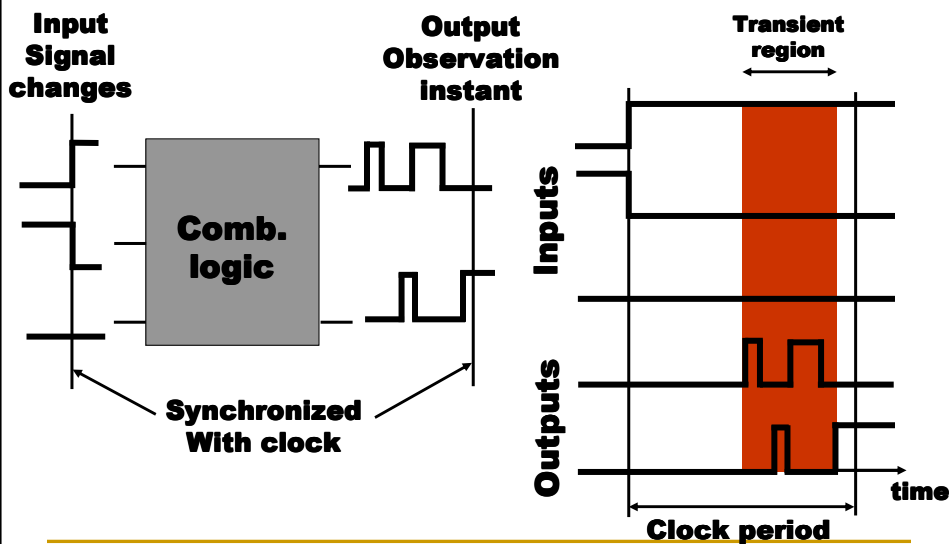 Input
Signal
changes
Output
Observation
instant
Comb.
logic
Synchronized
With clock
Transient
region
Inputs
Outputs
time
Clock period